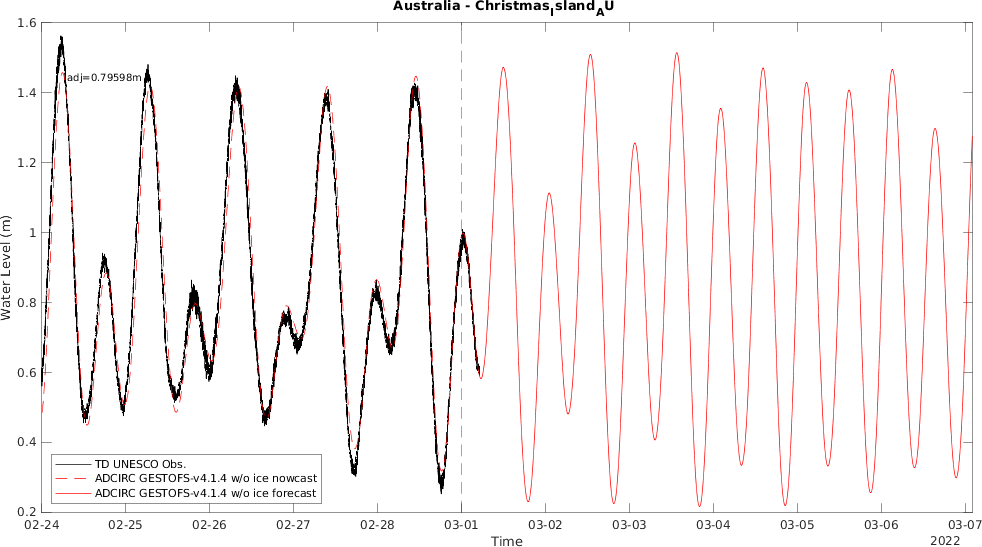 Australia - ChristmasIslandAU
1.6
adj=0.79598m
1.4
1.2
1
0.8
0.6
0.4
0.2
Water Level (m)
TD UNESCO Obs.
ADCIRC GESTOFS-v4.1.4 w/o ice nowcast
ADCIRC GESTOFS-v4.1.4 w/o ice forecast
02-24 02-25 02-26 02-27 02-28 03-01 03-02 03-03 03-04 03-05 03-06 03-07
Time
2022